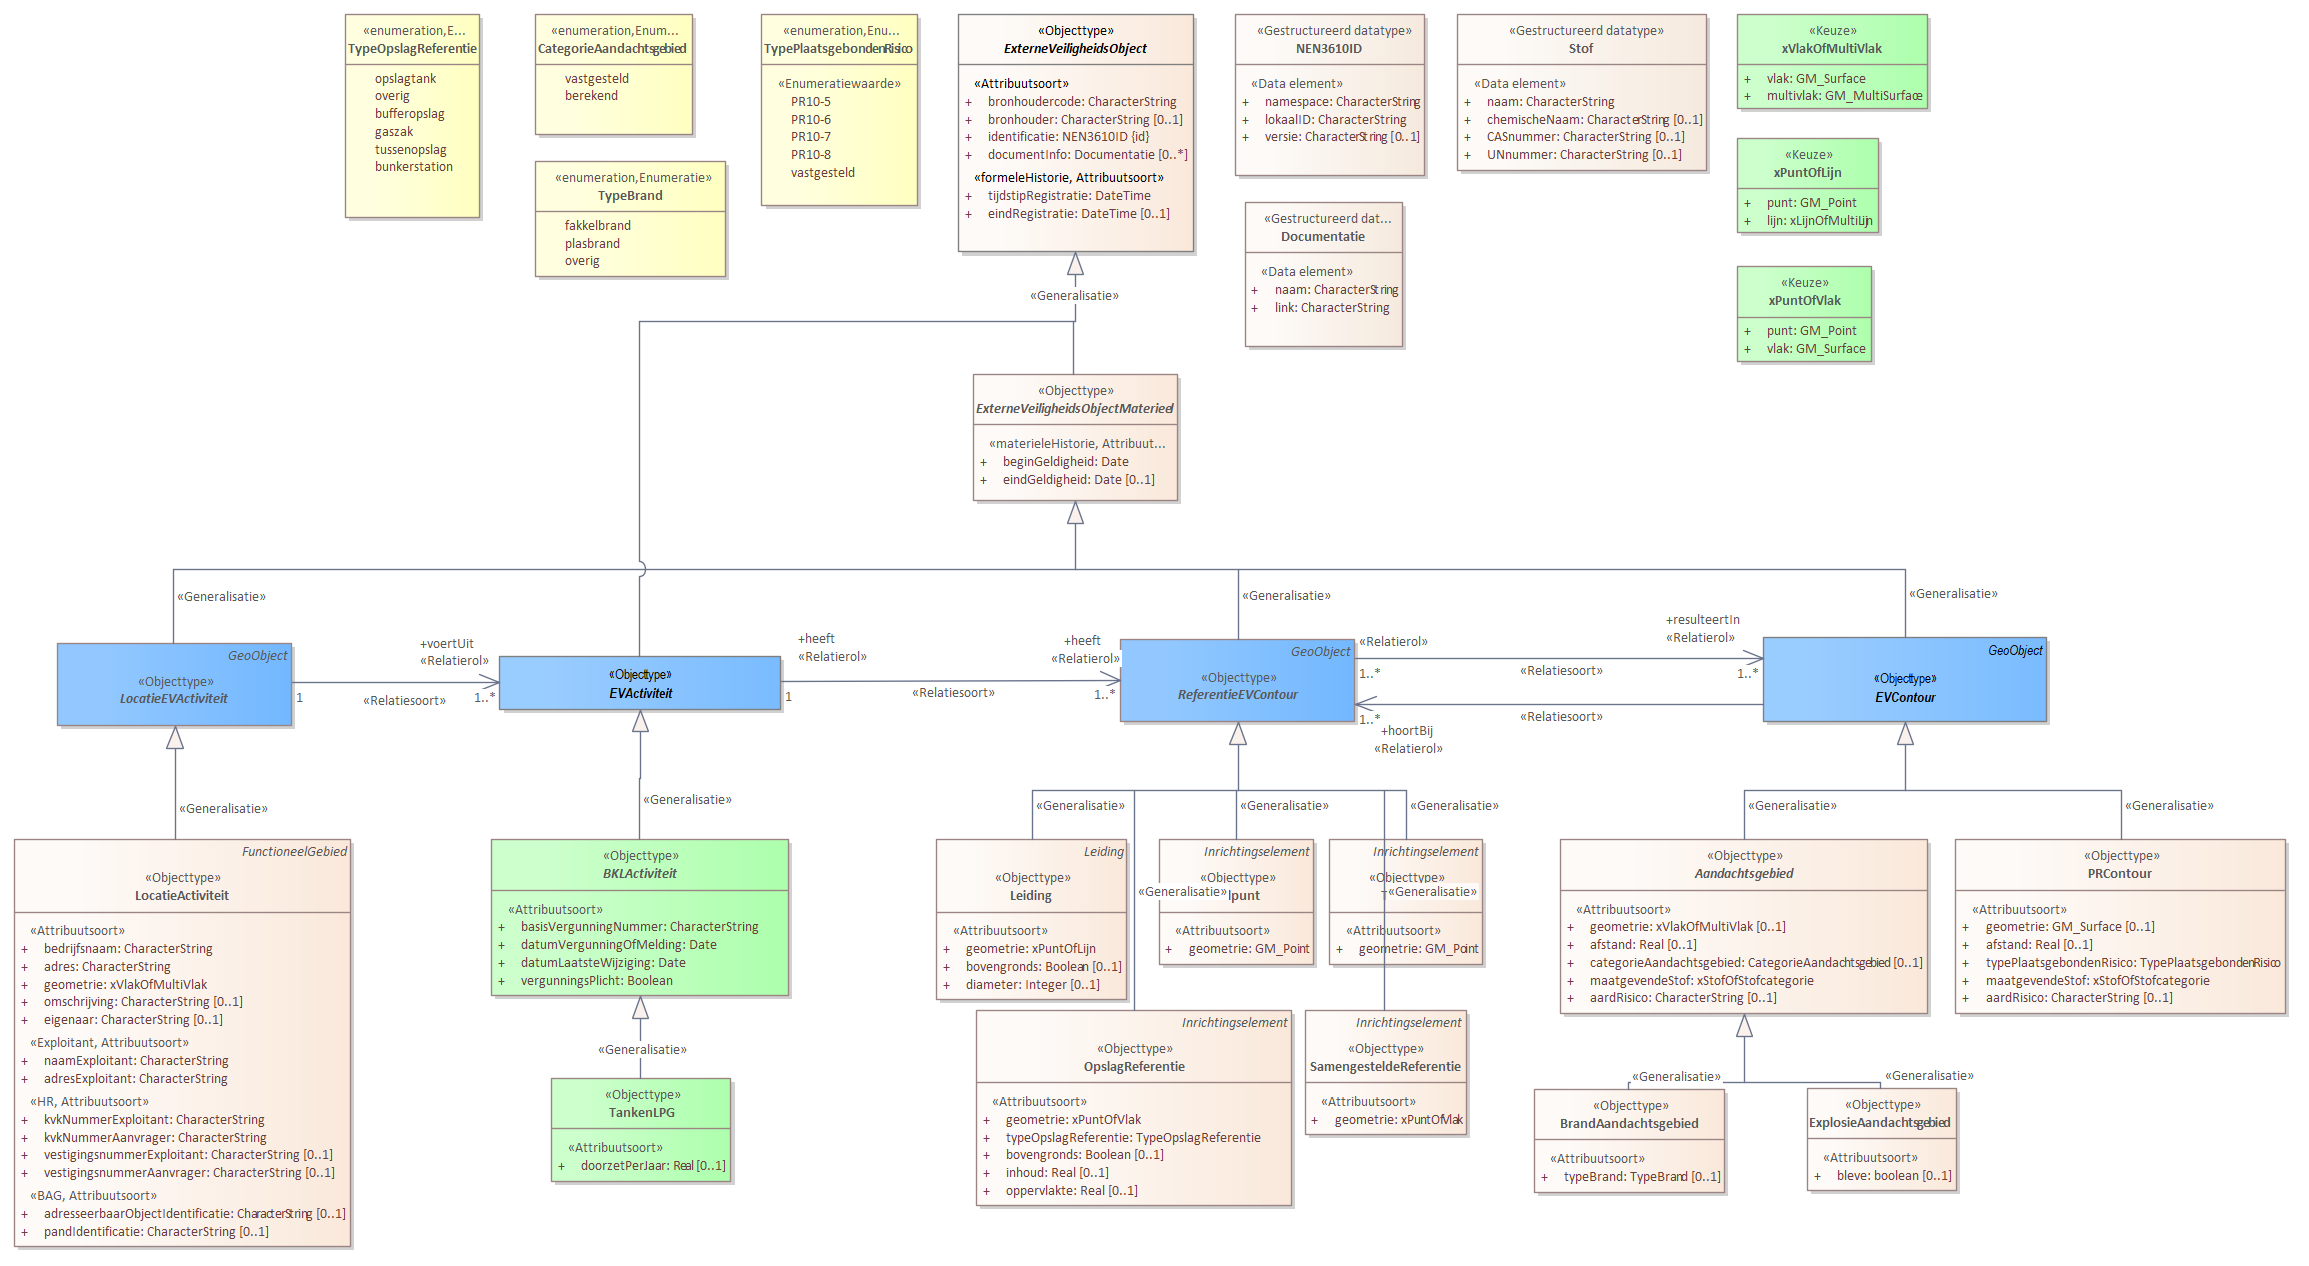 «enumeration,E...
TypeOpslagReferentie
opslagtank
overig
bufferopslag
gaszak
tussenopslag
bunkerstation
«enumeration,Enum...
CategorieAandachtsgebied
vastgesteld
berekend
«enumeration,Enumeratie»
TypeBrand
fakkelbrand
plasbrand
overig
«enumeration,Enu...
TypePlaatsgebondenRisico
«Enumeratiewaarde»
PR10-5
PR10-6
PR10-7
PR10-8
vastgesteld
«Objecttype»
ExterneVeiligheidsObject
«Attribuutsoort»
+ bronhoudercode: CharacterString
+ bronhouder: CharacterString [0..1]
+ identificatie: NEN3610ID {id}
+ documentInfo: Documentatie [0..*]
«formeleHistorie, Attribuutsoort»
+ tijdstipRegistratie: DateTime
+ eindRegistratie: DateTime [0..1]
«Gestructureerd datatype»
NEN3610ID
«Data element»
+ namespace: CharacterString
+ lokaalID: CharacterString
+ versie: CharacterString [0..1]
«Gestructureerd dat...
Documentatie
«Data element»
+ naam: CharacterString
+ link: CharacterString
«Gestructureerd datatype»
Stof
«Data element»
+ naam: CharacterString
+ chemischeNaam: CharacterString [0..1]
+ CASnummer: CharacterString [0..1]
+ UNnummer: CharacterString [0..1]
«Keuze»
xVlakOfMultiVlak
+ vlak: GM_Surface
+ multivlak: GM_MultiSurface
«Keuze»
xPuntOfLijn
+ punt: GM_Point
+ lijn: xLijnOfMultiLijn
«Keuze»
xPuntOfVlak
+ punt: GM_Point
+ vlak: GM_Surface
«Generalisatie»
«Objecttype»
ExterneVeiligheidsObjectMaterieel
«materieleHistorie, Attribuut...
+ beginGeldigheid: Date
+ eindGeldigheid: Date [0..1]
«Generalisatie»
«Generalisatie»
«Generalisatie»
GeoObject
«Objecttype»
LocatieEVActiviteit
1
+voertUit
«Relatierol»
«Relatiesoort»
1..*
«Objecttype»
EVActiviteit
+heeft
«Relatierol»
1
«Relatiesoort»
+heeft
«Relatierol»
1..*
GeoObject
«Objecttype»
ReferentieEVContour
«Relatierol»
1..*
«Relatiesoort»
+resulteertIn
«Relatierol»
1..*
1..*
+hoortBij
«Relatierol»
«Relatiesoort»
GeoObject
«Objecttype»
EVContour
«Generalisatie»
«Generalisatie»
«Generalisatie»
«Generalisatie»
«Generalisatie»
«Generalisatie»
«Generalisatie»
FunctioneelGebied
«Objecttype»
LocatieActiviteit
«Attribuutsoort»
+ bedrijfsnaam: CharacterString
+ adres: CharacterString
+ geometrie: xVlakOfMultiVlak
+ omschrijving: CharacterString [0..1]
+ eigenaar: CharacterString [0..1]
«Exploitant, Attribuutsoort»
+ naamExploitant: CharacterString
+ adresExploitant: CharacterString
«HR, Attribuutsoort»
+ kvkNummerExploitant: CharacterString
+ kvkNummerAanvrager: CharacterString
+ vestigingsnummerExploitant: CharacterString [0..1]
+ vestigingsnummerAanvrager: CharacterString [0..1]
«BAG, Attribuutsoort»
+ adresseerbaarObjectIdentificatie: CharacterString [0..1]
+ pandIdentificatie: CharacterString [0..1]
«Objecttype»
BKLActiviteit
«Attribuutsoort»
+ basisVergunningNummer: CharacterString
+ datumVergunningOfMelding: Date
+ datumLaatsteWijziging: Date
+ vergunningsPlicht: Boolean
«Generalisatie»
«Objecttype»
TankenLPG
«Attribuutsoort»
+ doorzetPerJaar: Real [0..1]
Leiding
«Objecttype»
Leiding
«Attribuutsoort»
+ geometrie: xPuntOfLijn
+ bovengronds: Boolean [0..1]
+ diameter: Integer [0..1]
Inrichtingselement
«Objecttype»
«Generalisatie»
«Attribuutsoort»
+ geometrie: GM_Point
Inrichtingselement
«Objecttype»
«Generalisatie»
«Attribuutsoort»
+ geometrie: GM_Point
Inrichtingselement
«Objecttype»
OpslagReferentie
«Attribuutsoort»
+ geometrie: xPuntOfVlak
+ typeOpslagReferentie: TypeOpslagReferentie
+ bovengronds: Boolean [0..1]
+ inhoud: Real [0..1]
+ oppervlakte: Real [0..1]
Inrichtingselement
«Objecttype»
SamengesteldeReferentie
«Attribuutsoort»
+ geometrie: xPuntOfVlak
«Objecttype»
Aandachtsgebied
«Attribuutsoort»
+ geometrie: xVlakOfMultiVlak [0..1]
+ afstand: Real [0..1]
+ categorieAandachtsgebied: CategorieAandachtsgebied [0..1]
+ maatgevendeStof: xStofOfStofcategorie
+ aardRisico: CharacterString [0..1]
«Objecttype»
PRContour
«Attribuutsoort»
+ geometrie: GM_Surface [0..1]
+ afstand: Real [0..1]
+ typePlaatsgebondenRisico: TypePlaatsgebondenRisico
+ maatgevendeStof: xStofOfStofcategorie
+ aardRisico: CharacterString [0..1]
«Generalisatie»
«Generalisatie»
«Objecttype»
BrandAandachtsgebied
«Attribuutsoort»
+ typeBrand: TypeBrand [0..1]
«Objecttype»
ExplosieAandachtsgebied
«Attribuutsoort»
+ bleve: boolean [0..1]